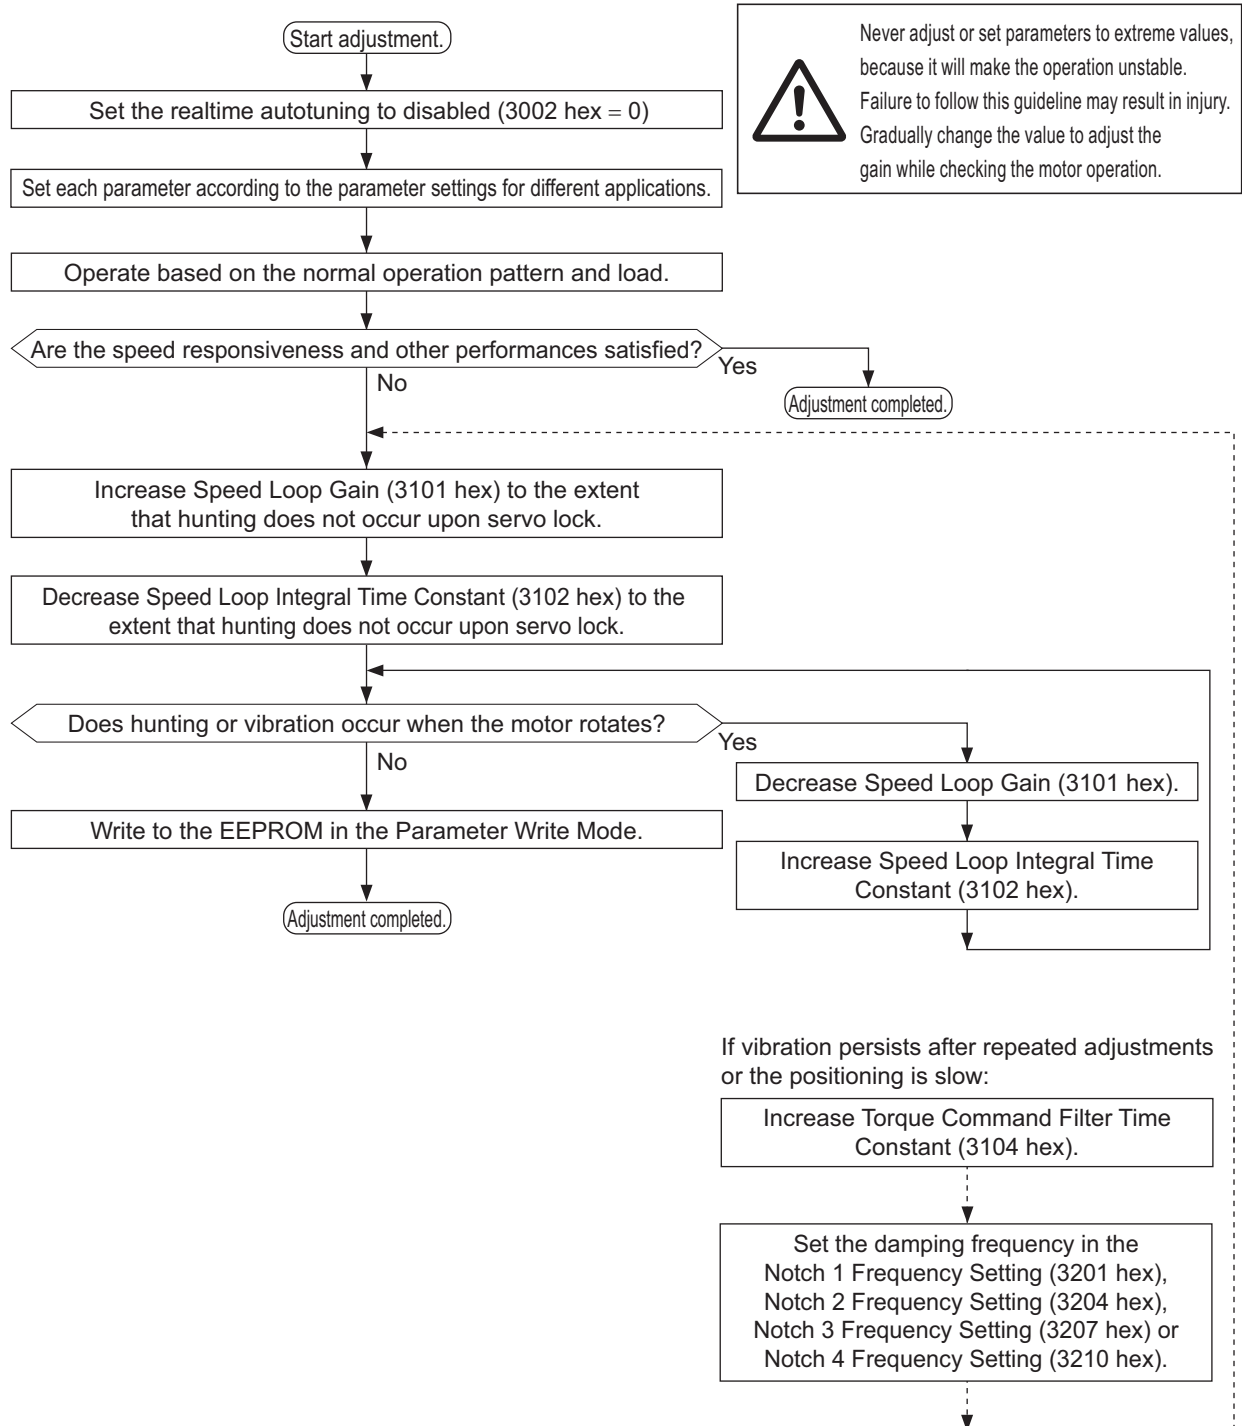 Start adjustment.
Never adjust or set parameters to extreme values,
because it will make the operation unstable.
Failure to follow this guideline may result in injury.
Gradually change the value to adjust the
gain while checking the motor operation.
Set the realtime autotuning to disabled (3002 hex = 0)
Set each parameter according to the parameter settings for different applications.
Operate based on the normal operation pattern and load.
Are the speed responsiveness and other performances satisfied?
Yes
No
Adjustment completed.
Increase Speed Loop Gain (3101 hex) to the extent
that hunting does not occur upon servo lock.
Decrease Speed Loop Integral Time Constant (3102 hex) to the
extent that hunting does not occur upon servo lock.
Does hunting or vibration occur when the motor rotates?
Yes
No
Decrease Speed Loop Gain (3101 hex).
Write to the EEPROM in the Parameter Write Mode.
Increase Speed Loop Integral Time
Constant (3102 hex).
Adjustment completed.
If vibration persists after repeated adjustments
or the positioning is slow:
Increase Torque Command Filter Time
Constant (3104 hex).
Set the damping frequency in the
Notch 1 Frequency Setting (3201 hex),
Notch 2 Frequency Setting (3204 hex),
Notch 3 Frequency Setting (3207 hex) or
Notch 4 Frequency Setting (3210 hex).